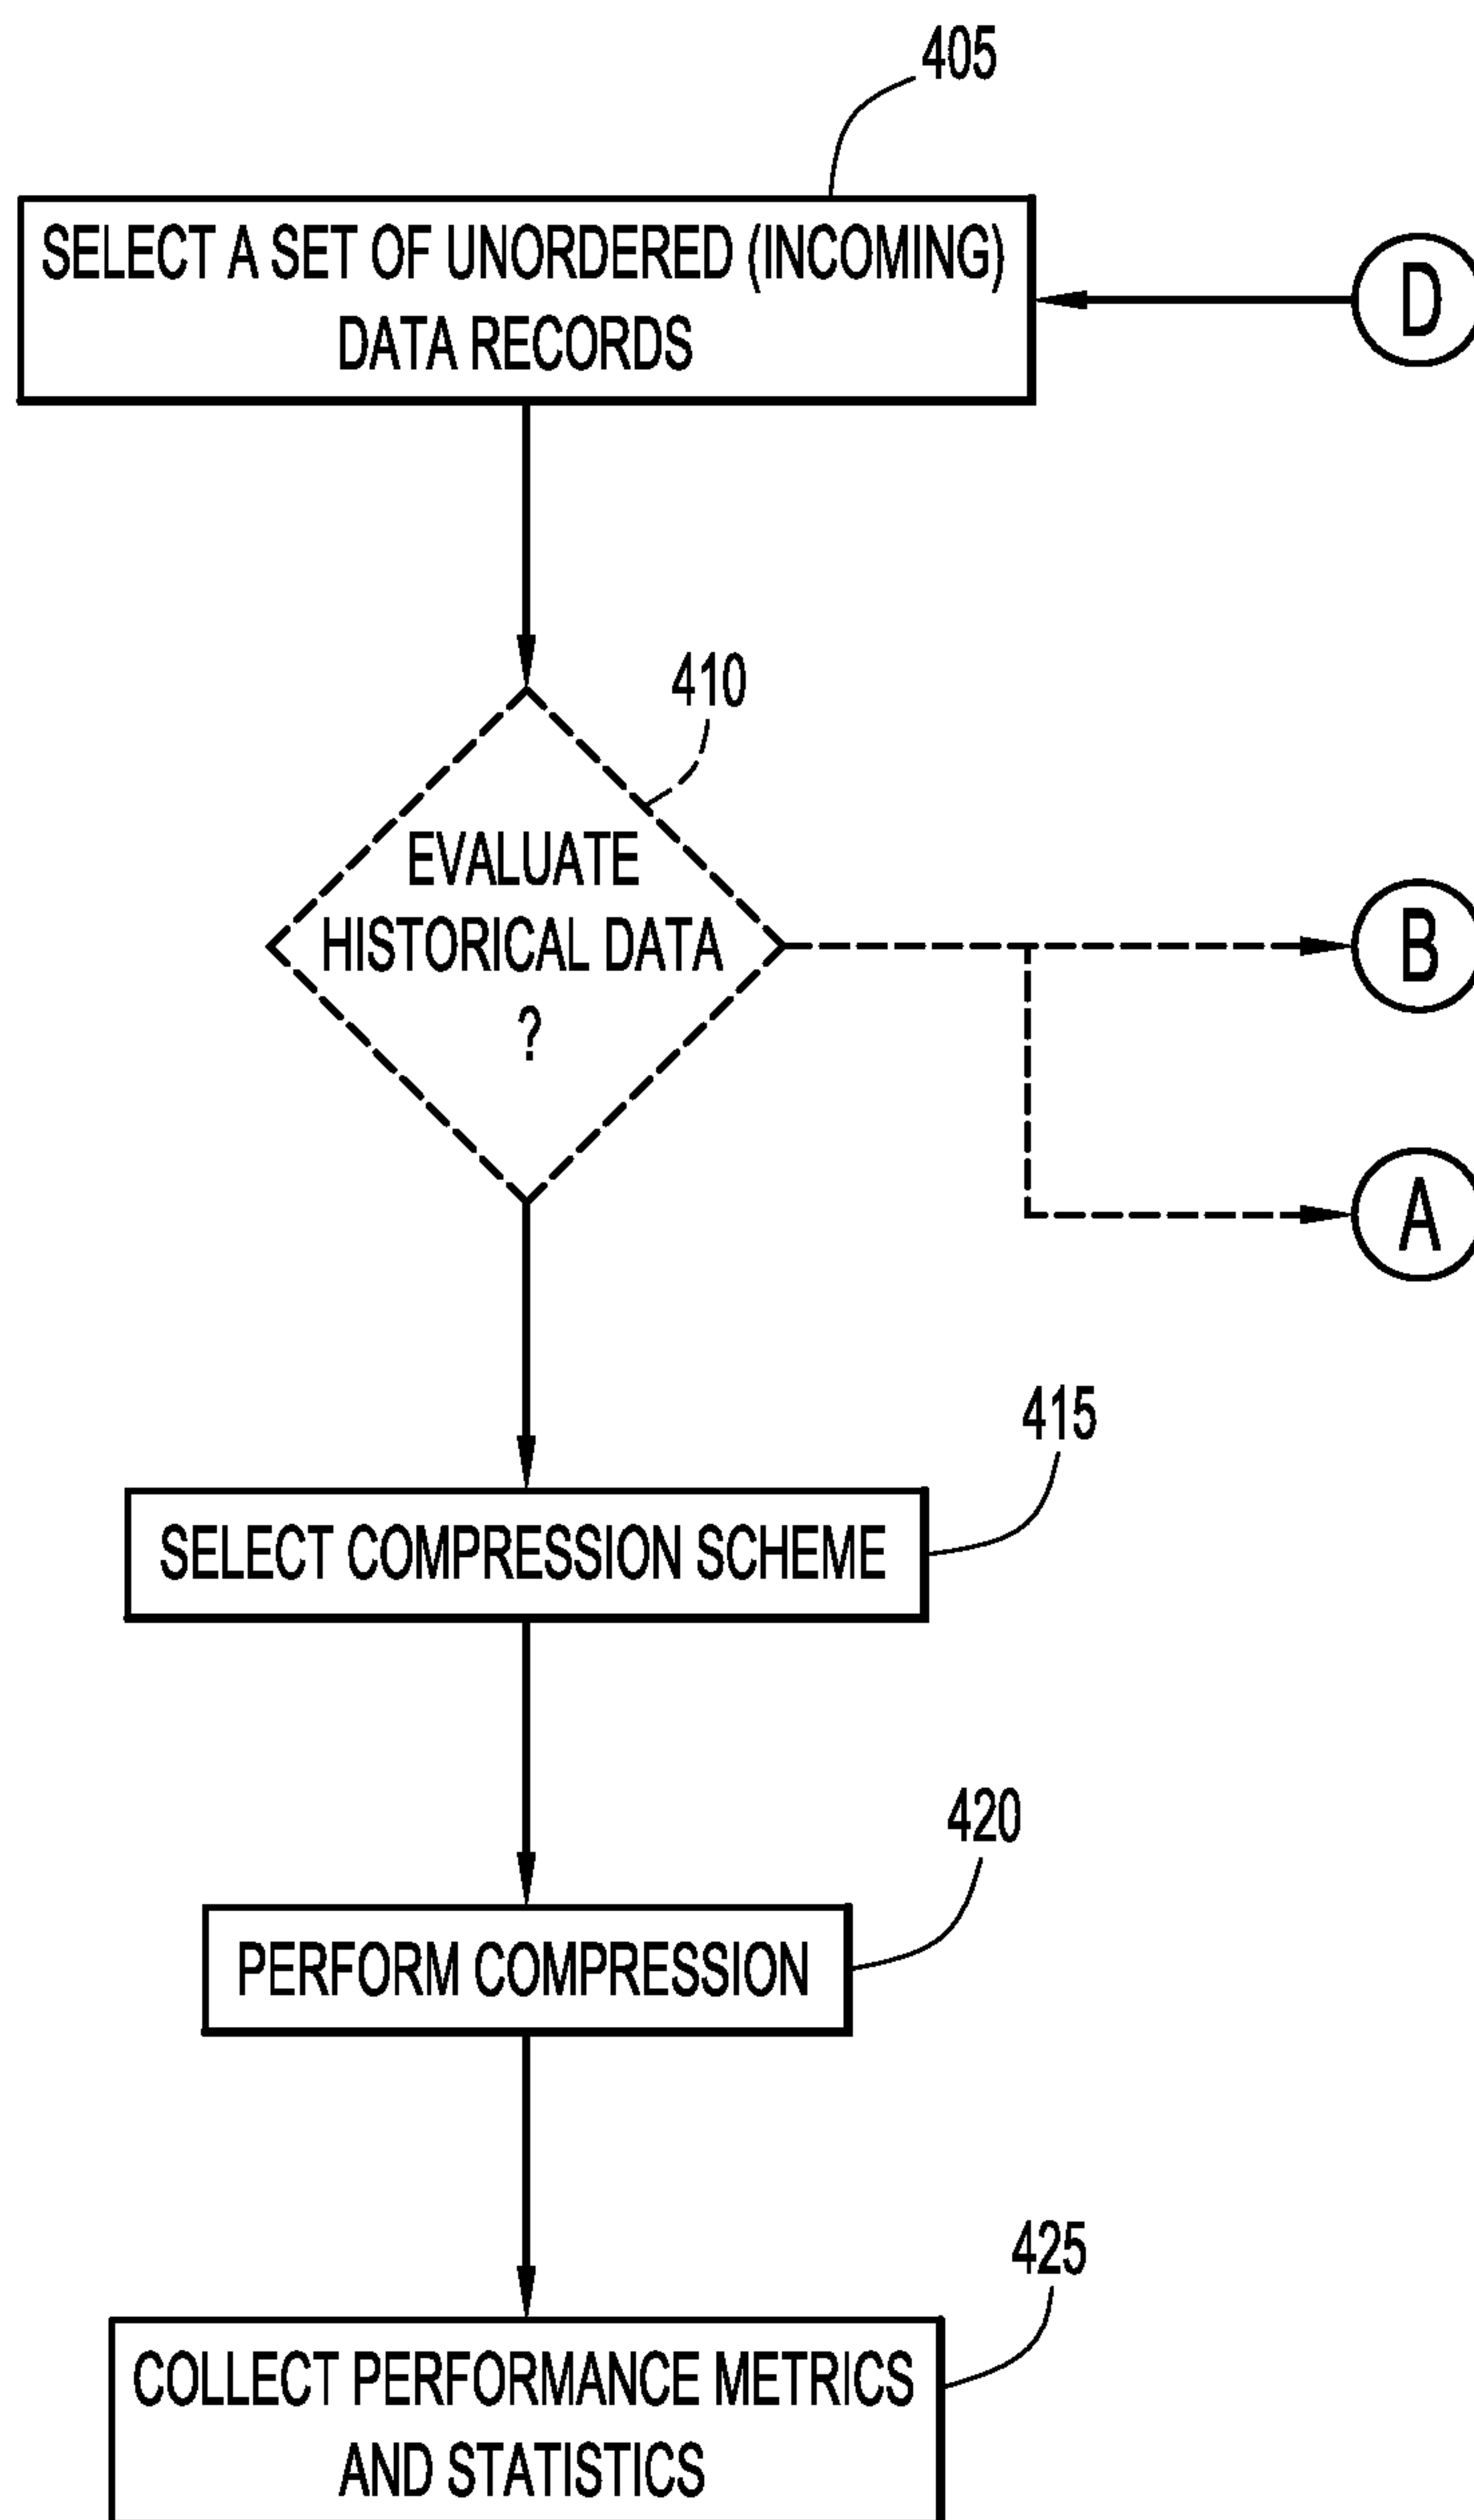 405
SELECT A SET OF UNORDERED (INCOMING)
DATA RECORDS
D
410
EVALUATE
HISTORICAL DATA
?
B
A
415
SELECT COMPRESSION SCHEME
420
PERFORM COMPRESSION
425
COLLECT PERFORMANCE METRICS
AND STATISTICS